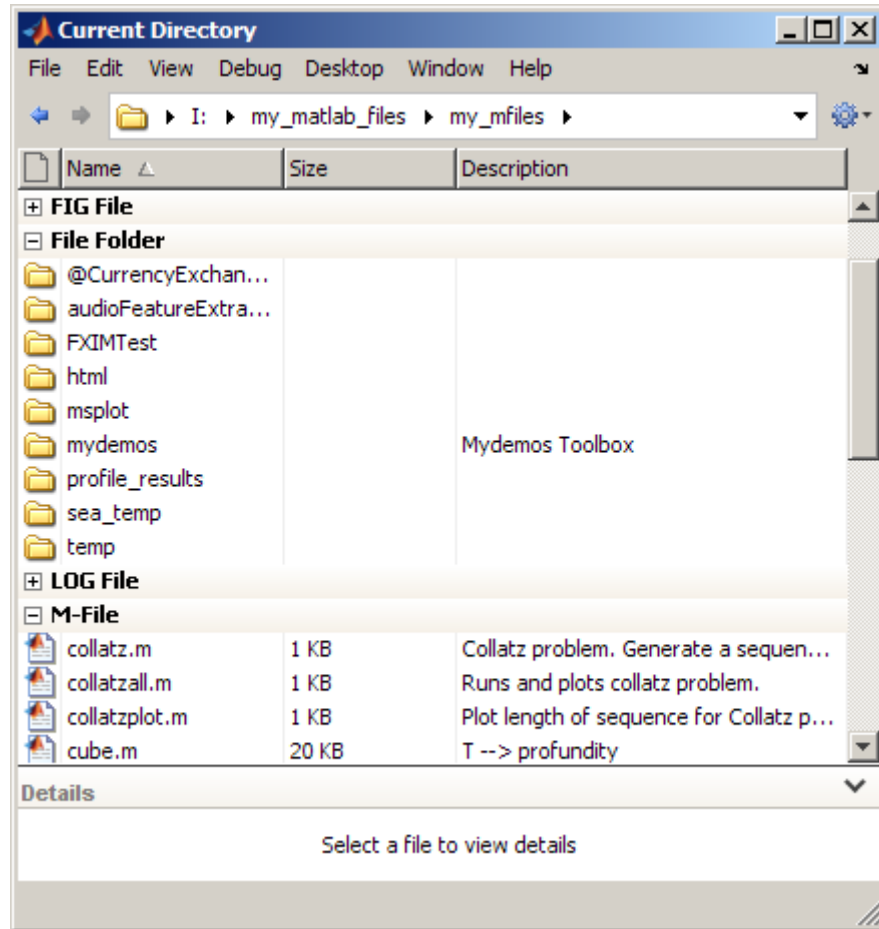 Current Directory
File Edit View Debug Desktop Window Help
I: my_matlab_files my_mfiles
Name Size Description
FIG File
File Folder
@CurrencyExchan...
audioFeatureExtra...
FXIMTest
html
msplot
mydemos Mydemos Toolbox
profile_results
sea_temp
temp
LOG File
M-File
collatz.m 1 KB Collatz problem. Generate a sequen...
collatzall.m 1 KB Runs and plots collatz problem.
collatzplot.m 1 KB Plot length of sequence for Collatz p...
cube.m 20 KB T --> profundity
Details
Select a file to view details